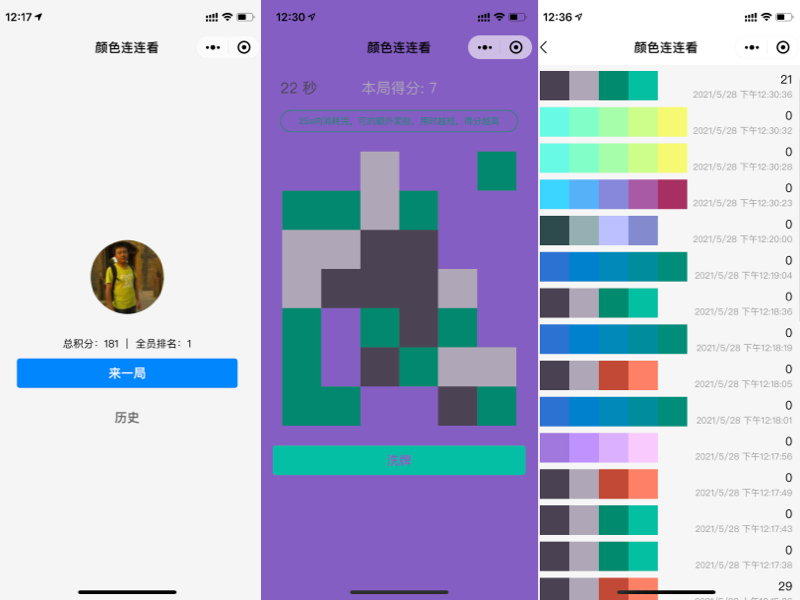 12:17
颜色连连看
总积分：181 | 全员排名：1
来一局
历史
12:30
颜色连连看
22 秒
本局得分: 7
洗牌
12:36
颜色连连看
21
2021/5/28 下午12:30:36
0
2021/5/28 下午12:30:32
0
2021/5/28 下午12:30:28
0
2021/5/28 下午12:30:23
0
2021/5/28 下午12:20:00
0
2021/5/28 下午12:19:04
0
2021/5/28 下午12:18:36
0
2021/5/28 下午12:18:19
0
2021/5/28 下午12:18:05
0
2021/5/28 下午12:18:01
0
2021/5/28 下午12:17:56
0
2021/5/28 下午12:17:49
0
2021/5/28 下午12:17:43
0
2021/5/28 下午12:17:38
29